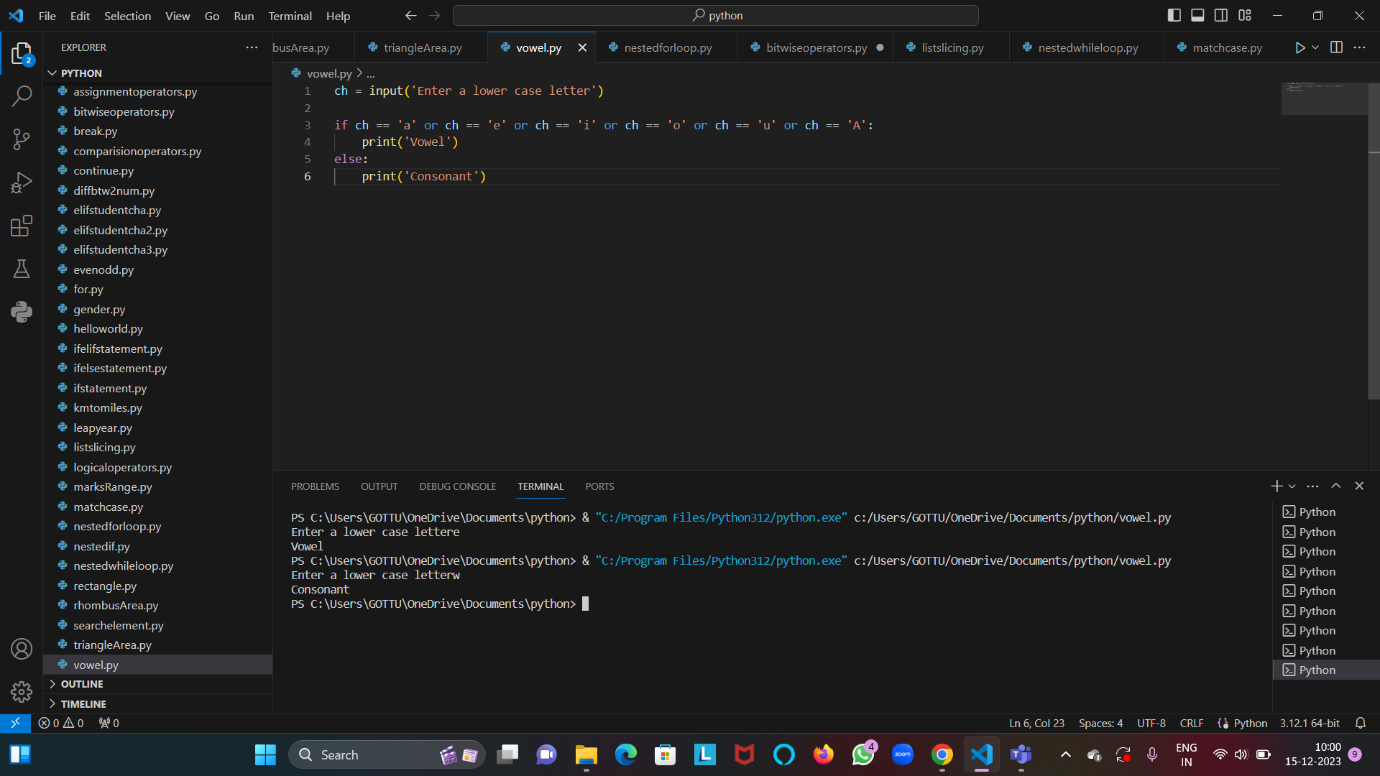 File Edit Selection View Go Run Terminal Help
python
EXPLORER
busArea.py triangleArea.py vowel.py nestedforloop.py bitwiseoperators.py listslicing.py nestedwhileloop.py matchcase.py
2
PYTHON
assignmentoperators.py
bitwiseoperators.py
break.py
comparisionoperators.py
continue.py
diffbtw2num.py
elifstudentcha.py
elifstudentcha2.py
elifstudentcha3.py
evenodd.py
for.py
gender.py
helloworld.py
ifelifstatement.py
ifelsestatement.py
ifstatement.py
kmtomiles.py
leapyear.py
listslicing.py
logicaloperators.py
marksRange.py
matchcase.py
nestedforloop.py
nestedif.py
nestedwhileloop.py
rectangle.py
rhombusArea.py
searchelement.py
triangleArea.py
vowel.py
OUTLINE
TIMELINE
vowel.py > ...
1 ch = input('Enter a lower case letter')
2
3 if ch == 'a' or ch == 'e' or ch == 'i' or ch == 'o' or ch == 'u' or ch == 'A':
4 print('Vowel')
5 else:
6 print('Consonant')
PROBLEMS OUTPUT DEBUG CONSOLE TERMINAL PORTS
PS C:\Users\GOTTU\OneDrive\Documents\python> & "C:/Program Files/Python312/python.exe" c:/Users/GOTTU/OneDrive/Documents/python/vowel.py
Enter a lower case lettere
Vowel
PS C:\Users\GOTTU\OneDrive\Documents\python> & "C:/Program Files/Python312/python.exe" c:/Users/GOTTU/OneDrive/Documents/python/vowel.py
Enter a lower case letterw
Consonant
PS C:\Users\GOTTU\OneDrive\Documents\python>
Python
Python
Python
Python
Python
Python
Python
Python
Python
0 0 0 Ln 6, Col 23 Spaces: 4 UTF-8 CRLF Python 3.12.1 64-bit
Search L 4 zoom ENG
IN 10:00
15-12-2023 9